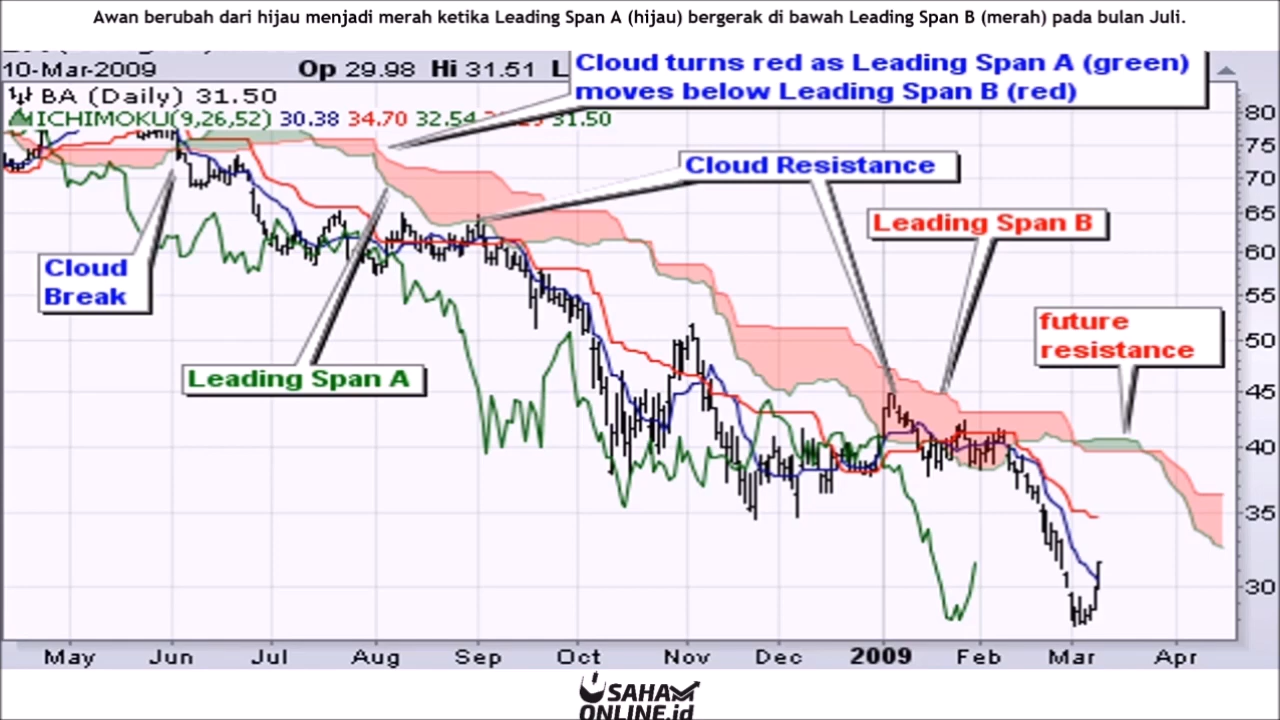 Awan berubah dari hijau menjadi merah ketika Leading Span A (hijau) bergerak di bawah Leading Span B (merah) pada bulan Juli.
10-Mar-2009 Op 29.98 Hi 31.51 L
Cloud turns red as Leading Span A (green)
moves below Leading Span B (red)
BA (Daily) 31.50
ICHIMOKU(9,26,52) 30.38 34.70 32.54 31.50
Cloud Resistance
Leading Span B
Cloud
Break
future
resistance
Leading Span A
80
75
70
65
60
55
50
45
40
35
30
May Jun Jul Aug Sep Oct Nov Dec 2009 Feb Mar Apr
SAHAM
ONLINE.id